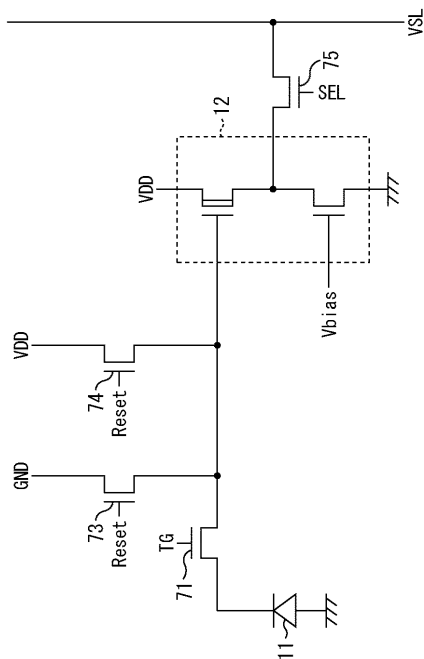 VSL
75
SEL
12
VDD
Vbias
VDD
74
Reset
GND
73
Reset
TG
71
11